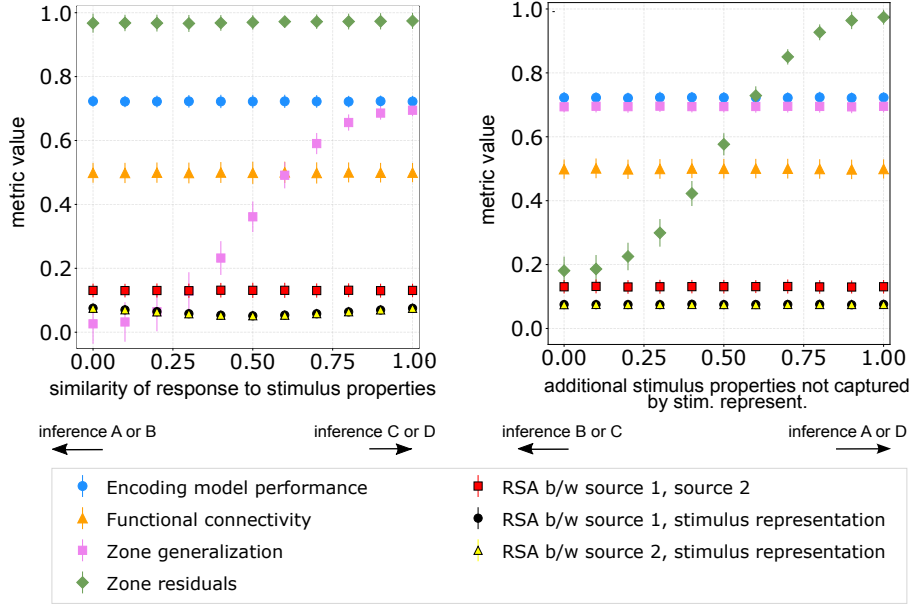 metric value
1.0
0.8
0.6
0.4
0.2
0.0
0.00 0.25 0.50 0.75 1.00
similarity of response to stimulus properties
inference A or B
inference C or D
metric value
1.0
0.8
0.6
0.4
0.2
0.0
0.00 0.25 0.50 0.75 1.00
additional stimulus properties not captured
by stim. represent.
inference B or C
inference A or D
Encoding model performance
Functional connectivity
Zone generalization
Zone residuals
RSA b/w source 1, source 2
RSA b/w source 1, stimulus representation
RSA b/w source 2, stimulus representation